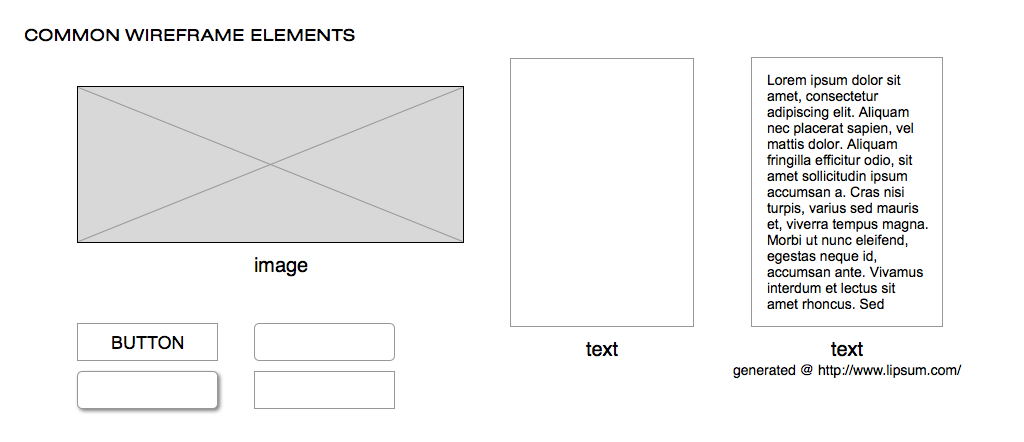 COMMON WIREFRAME ELEMENTS
image
BUTTON
text
Lorem ipsum dolor sit
amet, consectetur
adipiscing elit. Aliquam
nec placerat sapien, vel
mattis dolor. Aliquam
fringilla efficitur odio, sit
amet sollicitudin ipsum
accumsan a. Cras nisi
turpis, varius sed mauris
et, viverra tempus magna.
Morbi ut nunc eleifend,
egestas neque id,
accumsan ante. Vivamus
interdum et lectus sit
amet rhoncus. Sed
text
generated @ http://www.lipsum.com/